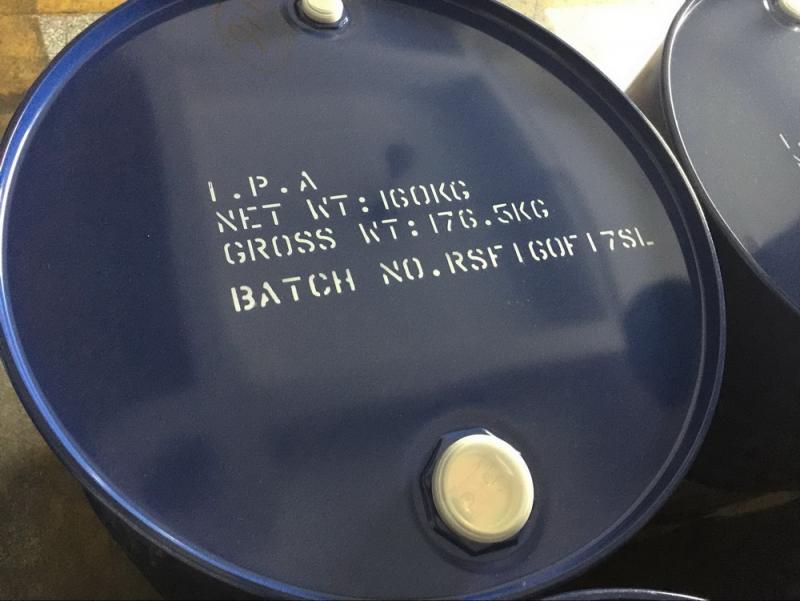 I.P.A
NET WT:160KG
GROSS WT:176.5KG
BATCH NO.RSF160F17SL